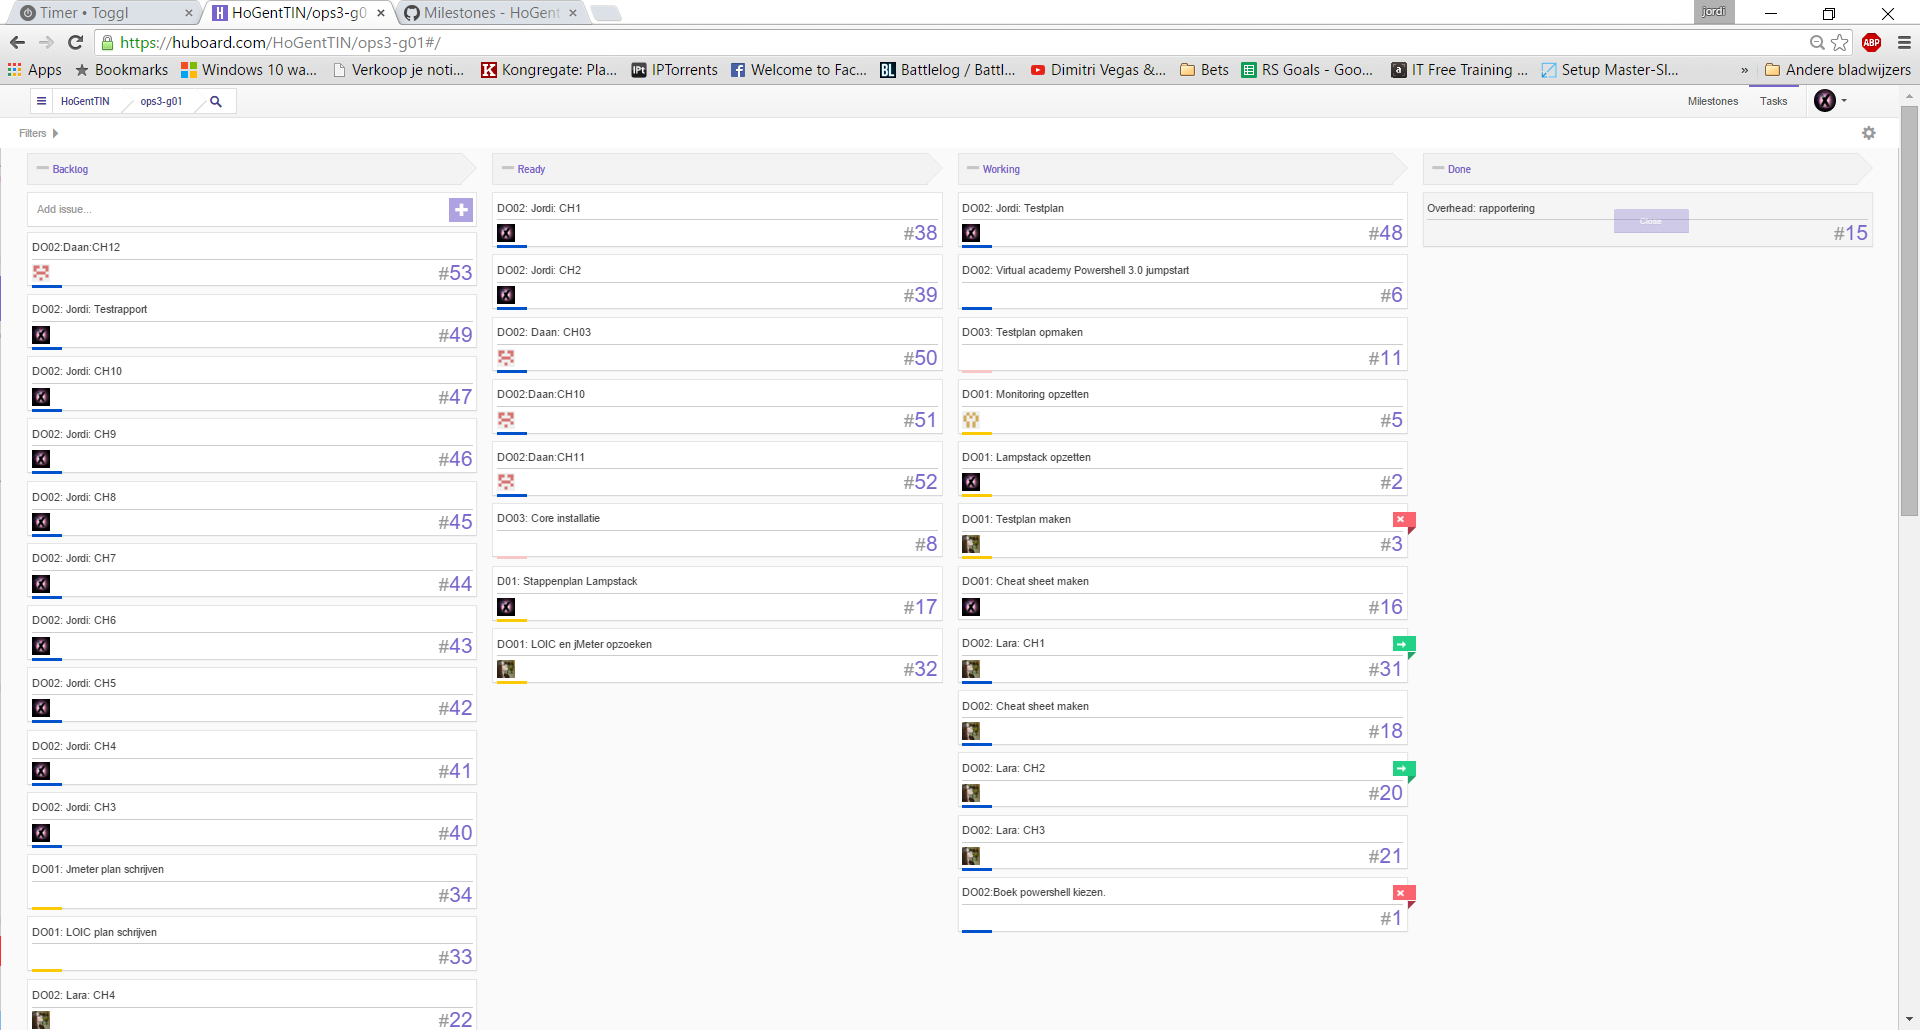 Timer • Toggl
HoGentTIN/ops3-g0
Milestones - HoGent
jordi
https://huboard.com/HoGentTIN/ops3-g01#/
ABP
Apps
Bookmarks
Windows 10 wa...
Verkoop je noti...
Kongregate: Pla...
IPTorrents
Welcome to Fac...
Battlelog / Battl...
Dimitri Vegas &...
Bets
RS Goals - Goo...
IT Free Training ...
Setup Master-Sl...
»
Andere bladwijzers
HoGentTIN
ops3-g01
Milestones
Tasks
Filters
Backlog
Add issue...
DO02:Daan:CH12
#53
DO02: Jordi: Testrapport
#49
DO02: Jordi: CH10
#47
DO02: Jordi: CH9
#46
DO02: Jordi: CH8
#45
DO02: Jordi: CH7
#44
DO02: Jordi: CH6
#43
DO02: Jordi: CH5
#42
DO02: Jordi: CH4
#41
DO02: Jordi: CH3
#40
DO01: Jmeter plan schrijven
#34
DO01: LOIC plan schrijven
#33
DO02: Lara: CH4
#22
Ready
DO02: Jordi: CH1
#38
DO02: Jordi: CH2
#39
DO02: Daan: CH03
#50
DO02:Daan:CH10
#51
DO02:Daan:CH11
#52
DO03: Core installatie
#8
D01: Stappenplan Lampstack
#17
DO01: LOIC en jMeter opzoeken
#32
Working
DO02: Jordi: Testplan
#48
DO02: Virtual academy Powershell 3.0 jumpstart
#6
DO03: Testplan opmaken
#11
DO01: Monitoring opzetten
#5
DO01: Lampstack opzetten
#2
DO01: Testplan maken
#3
DO01: Cheat sheet maken
#16
DO02: Lara: CH1
#31
DO02: Cheat sheet maken
#18
DO02: Lara: CH2
#20
DO02: Lara: CH3
#21
DO02:Boek powershell kiezen.
#1
Done
Overhead: rapportering
Close
#15